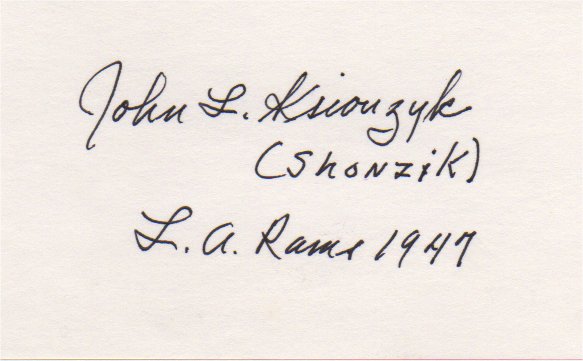 John L. Ksionzyk
(Shonzik)
L.A. Rams 1947